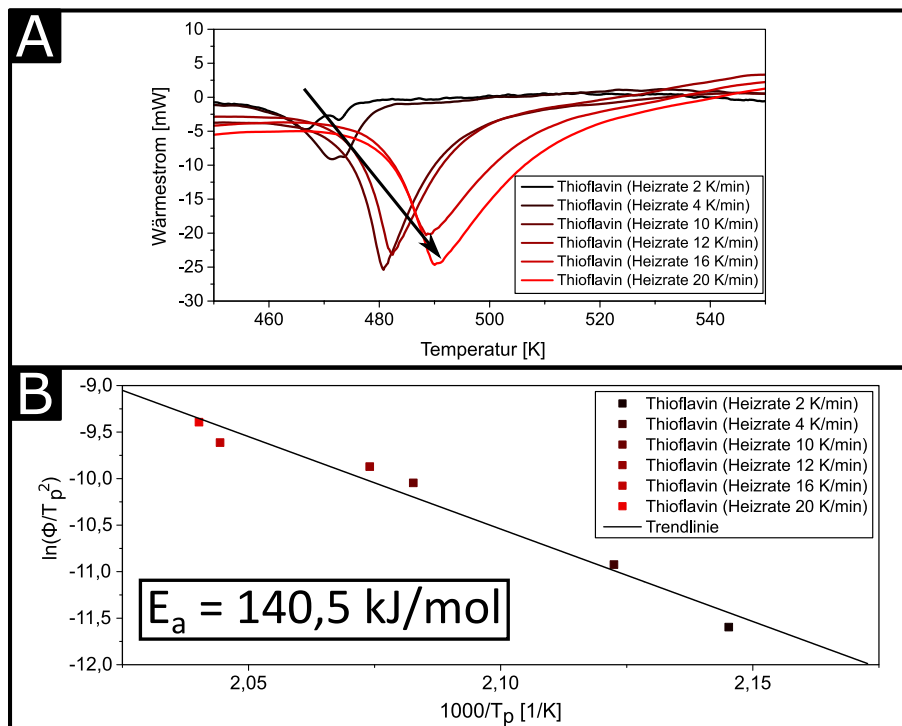 A
10
5
0
-5
-10
-15
-20
-25
-30
Wärmestrom [mW]
460 480 500 520 540
Temperatur [K]
Thioflavin (Heizrate 2 K/min)
Thioflavin (Heizrate 4 K/min)
Thioflavin (Heizrate 10 K/min)
Thioflavin (Heizrate 12 K/min)
Thioflavin (Heizrate 16 K/min)
Thioflavin (Heizrate 20 K/min)
B
-9,0
-9,5
-10,0
-10,5
-11,0
-11,5
-12,0
ln(Φ/Tp²)
2,05 2,10 2,15
1000/Tp [1/K]
Thioflavin (Heizrate 2 K/min)
Thioflavin (Heizrate 4 K/min)
Thioflavin (Heizrate 10 K/min)
Thioflavin (Heizrate 12 K/min)
Thioflavin (Heizrate 16 K/min)
Thioflavin (Heizrate 20 K/min)
Trendlinie
Ea = 140,5 kJ/mol